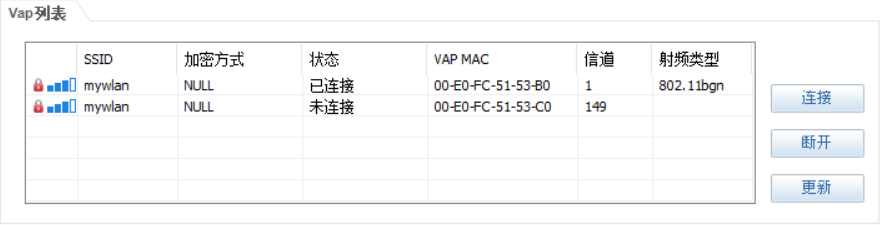 Vap列表
SSID 加密方式 状态 VAP MAC 信道 射频类型
mywlan NULL 已连接 00-E0-FC-51-53-B0 1 802.11bgn
mywlan NULL 未连接 00-E0-FC-51-53-C0 149
连接
断开
更新